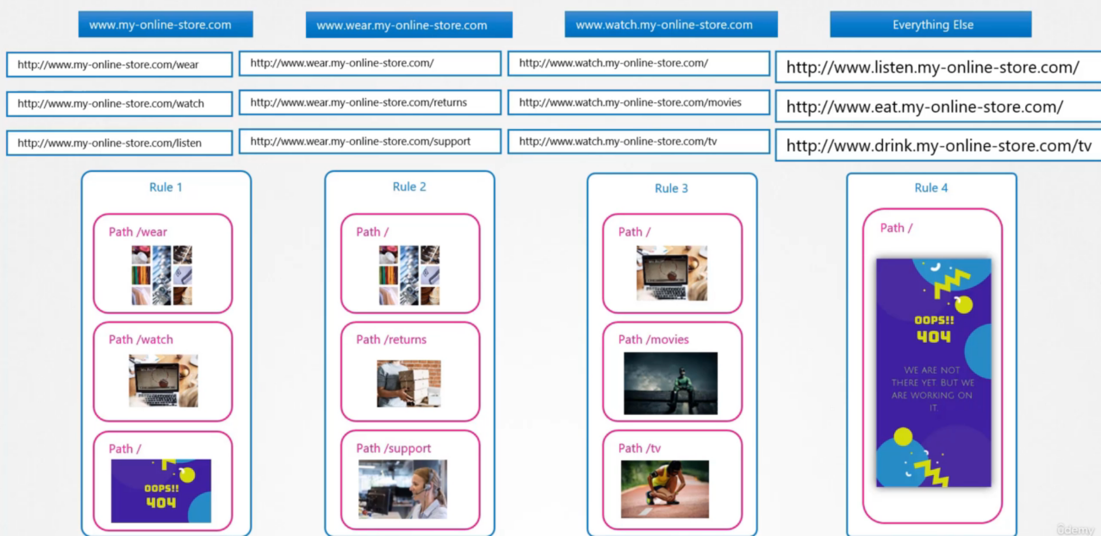 www.my-online-store.com
www.wear.my-online-store.com
www.watch.my-online-store.com
Everything Else
http://www.my-online-store.com/wear
http://www.wear.my-online-store.com/
http://www.watch.my-online-store.com/
http://www.listen.my-online-store.com/
http://www.my-online-store.com/watch
http://www.wear.my-online-store.com/returns
http://www.watch.my-online-store.com/movies
http://www.eat.my-online-store.com/
http://www.my-online-store.com/listen
http://www.wear.my-online-store.com/support
http://www.watch.my-online-store.com/tv
http://www.drink.my-online-store.com/tv
Rule 1
Path /wear
Path /watch
Path /
OOPS!!
404
Rule 2
Path /
Path /returns
Path /support
Rule 3
Path /
Path /movies
Path /tv
Rule 4
Path /
OOPS!!
404
WE ARE NOT
THERE YET. BUT WE
ARE WORKING ON
IT.
ûdemy